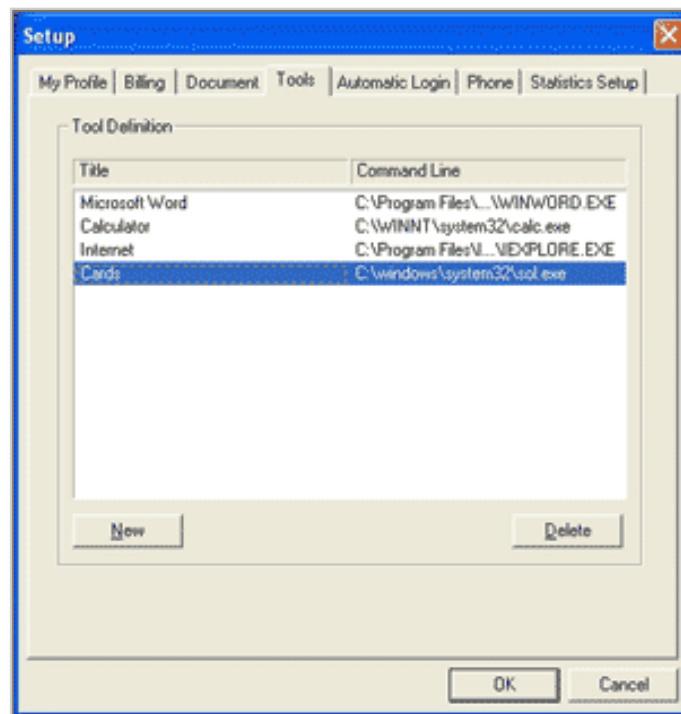 Setup
My Profile Billing Document Tools Automatic Login Phone Statistics Setup
Tool Definition
Title Command Line
Microsoft Word C:\Program Files\...\WINWORD.EXE
Calculator C:\WINNT\system32\calc.exe
Internet C:\Program Files\I...\IEXPLORE.EXE
Cards C:\windows\system32\sol.exe
New Delete
OK Cancel